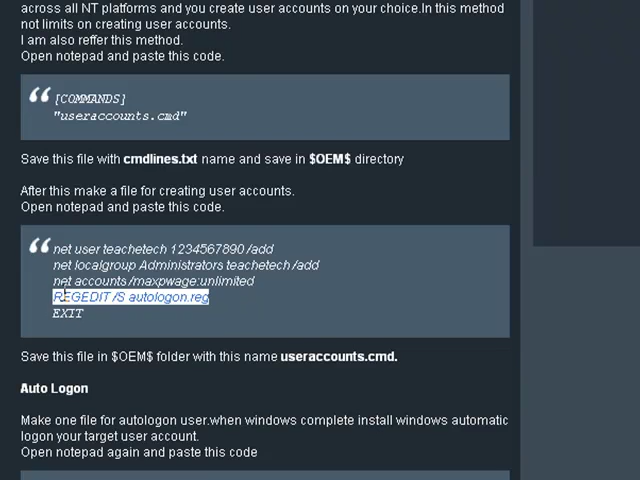 across all NT platforms and you create user accounts on your choice.In this method
not limits on creating user accounts.
I am also reffer this method.
Open notepad and paste this code.
[COMMANDS]
"useraccounts.cmd"
Save this file with cmdlines.txt name and save in $OEM$ directory
After this make a file for creating user accounts.
Open notepad and paste this code.
net user teachetech 1234567890 /add
net localgroup Administrators teachetech /add
net accounts /maxpwage:unlimited
REGEDIT /S autologon.reg
EXIT
Save this file in $OEM$ folder with this name useraccounts.cmd.
Auto Logon
Make one file for autologon user.when windows complete install windows automatic
logon your target user account.
Open notepad again and paste this code